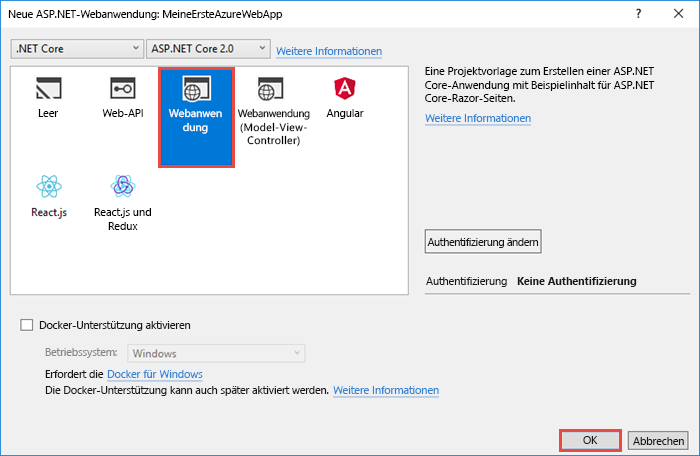 Neue ASP.NET-Webanwendung: MeineErsteAzureWebApp
.NET Core
ASP.NET Core 2.0
Weitere Informationen
Leer
Web-API
Webanwen
dung
Webanwendung
(Model-View-
Controller)
Angular
React.js
React.js und
Redux
Eine Projektvorlage zum Erstellen einer ASP.NET
Core-Anwendung mit Beispielinhalt für ASP.NET
Core-Razor-Seiten.
Weitere Informationen
Authentifizierung ändern
Authentifizierung Keine Authentifizierung
Docker-Unterstützung aktivieren
Betriebssystem: Windows
Erfordert die Docker für Windows
Die Docker-Unterstützung kann auch später aktiviert werden. Weitere Informationen
OK
Abbrechen